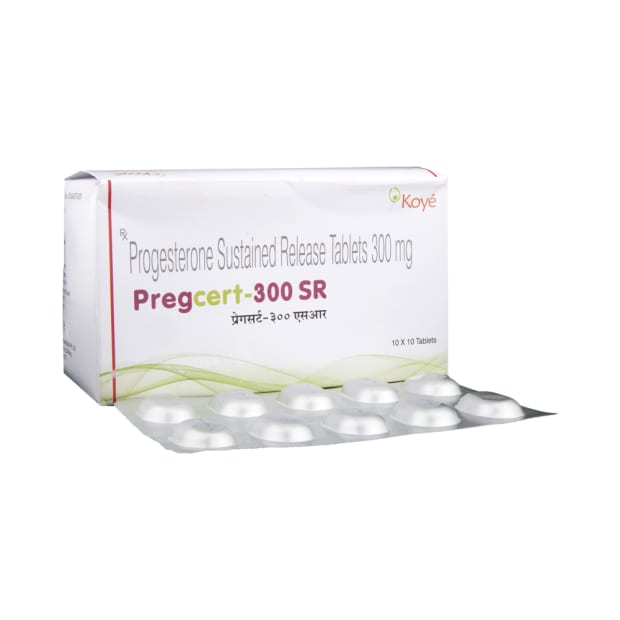 Koyé
Rx
Progesterone Sustained Release Tablets 300 mg
Pregcert-300 SR
प्रेगसर्ट-३०० एसआर
10 X 10 Tablets